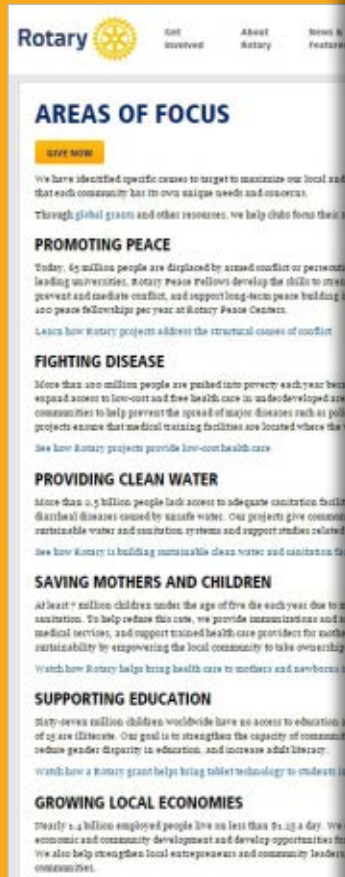 Rotary
Get Involved
About Rotary
News & Features
AREAS OF FOCUS
GIVE NOW
We have identified specific causes to target to maximize our local and
that each community has its own unique needs and concerns.
Through global grants and other resources, we help clubs focus their
PROMOTING PEACE
Today, 65 million people are displaced by armed conflict or persecuti
leading universities, Rotary Peace Fellows develop the skills to stren
prevent and mediate conflict, and support long-term peace building
100 peace fellowships per year at Rotary Peace Centers.
Learn how Rotary projects address the structural causes of conflict
FIGHTING DISEASE
More than 100 million people are pushed into poverty each year beca
expand access to low-cost and free health care in underdeveloped are
communities to help prevent the spread of major diseases such as poli
projects ensure that medical training facilities are located where the
See how Rotary projects provide low-cost health care
PROVIDING CLEAN WATER
More than 2.5 billion people lack access to adequate sanitation facilit
diarrheal diseases caused by unsafe water. Our projects give commun
sustainable water and sanitation systems and support studies related
See how Rotary is building sustainable clean water and sanitation fa
SAVING MOTHERS AND CHILDREN
At least 7 million children under the age of five die each year due to m
sanitation. To help reduce this rate, we provide immunizations and a
medical services, and support trained health care providers for mothe
sustainability by empowering the local community to take ownership
Watch how Rotary helps bring health care to mothers and newborns
SUPPORTING EDUCATION
Sixty-seven million children worldwide have no access to education a
of 15 are illiterate. Our goal is to strengthen the capacity of communit
reduce gender disparity in education, and increase adult literacy.
Watch how a Rotary grant helps bring tablet technology to students i
GROWING LOCAL ECONOMIES
Nearly 1.4 billion employed people live on less than $1.25 a day. We
economic and community development and develop opportunities for
We also help strengthen local entrepreneurs and community leaders
communities.